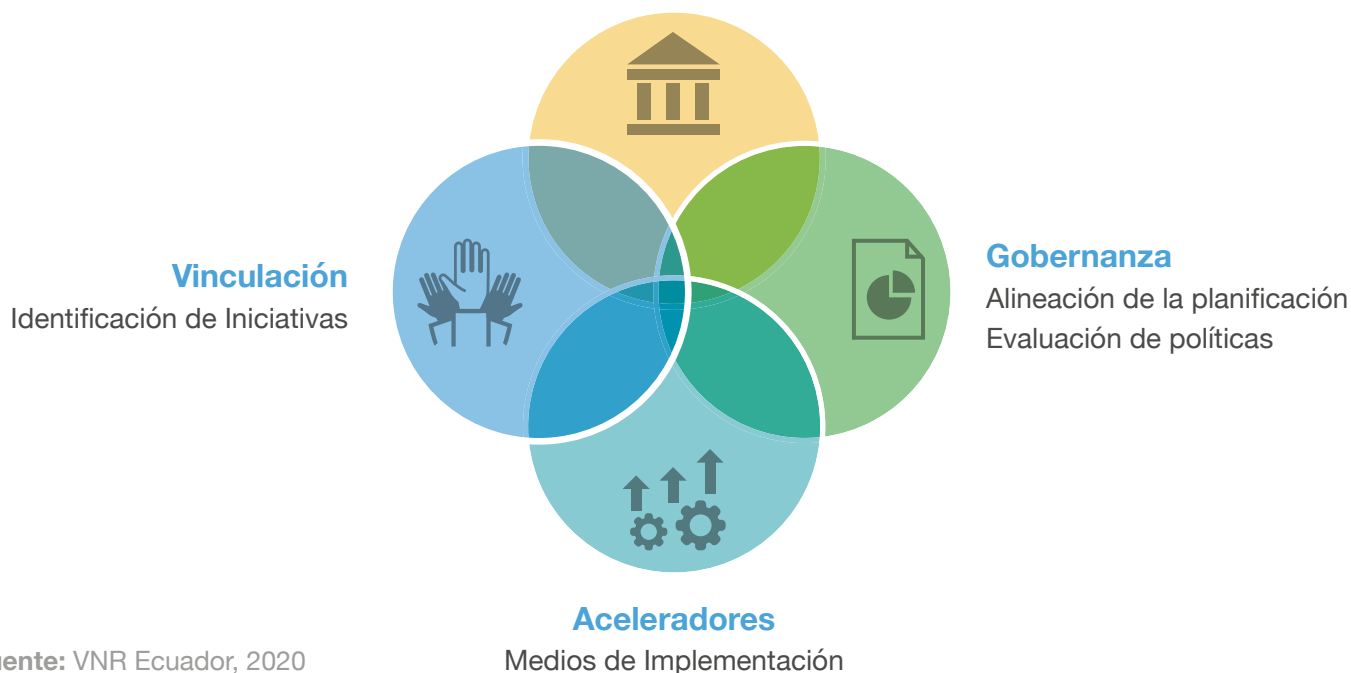 Vinculación
Identificación de Iniciativas
Gobernanza
Alineación de la planificación
Evaluación de políticas
Aceleradores
Medios de Implementación
uente: VNR Ecuador, 2020